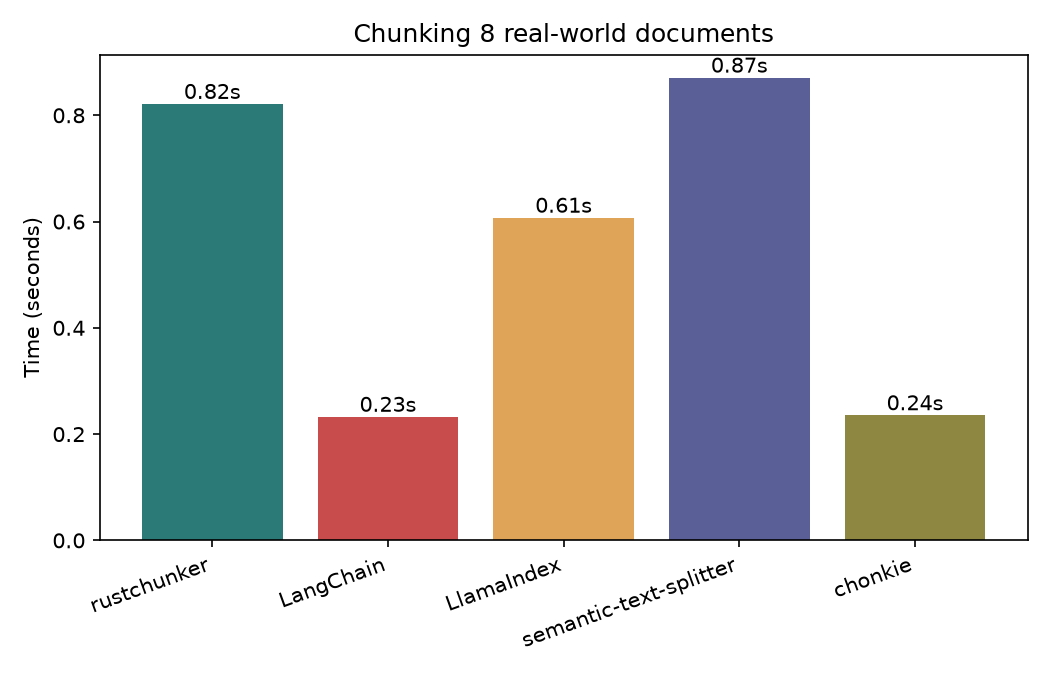 Chunking 8 real-world documents
Time (seconds)
0.8
0.6
0.4
0.2
0.0
0.82s
0.23s
0.61s
0.87s
0.24s
rustchunker
LangChain
LlamaIndex
semantic-text-splitter
chonkie